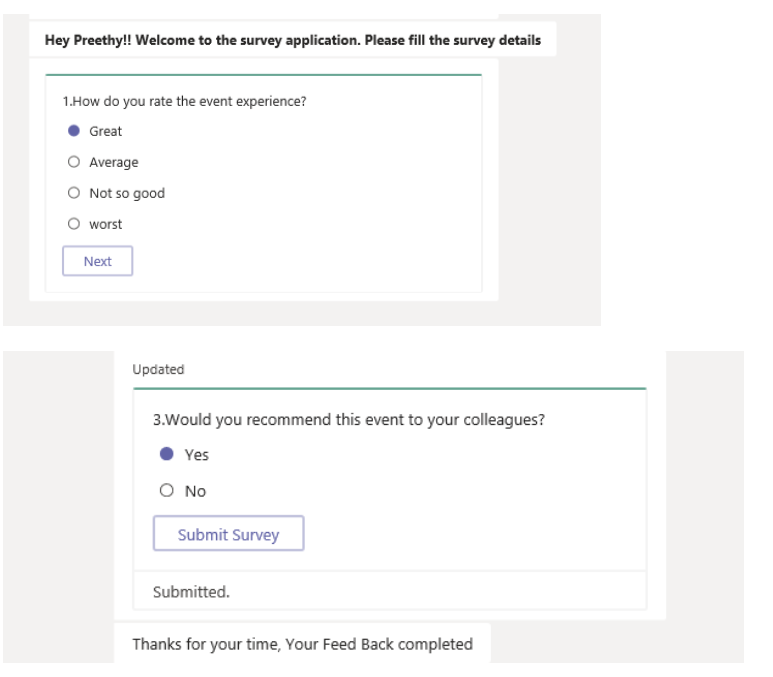 Hey Preethy!! Welcome to the survey application. Please fill the survey details
1.How do you rate the event experience?
Great
Average
Not so good
worst
Next
Updated
3.Would you recommend this event to your colleagues?
Yes
No
Submit Survey
Submitted.
Thanks for your time, Your Feed Back completed